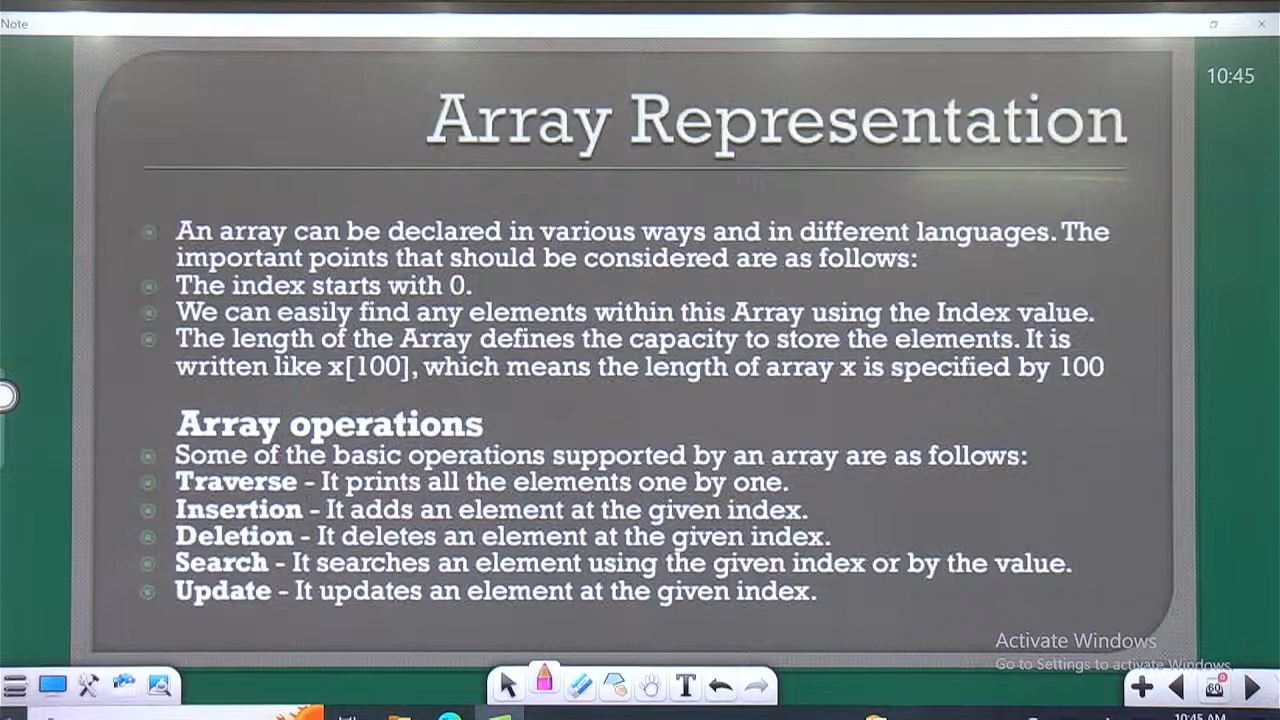 Note
10:45
Array Representation
An array can be declared in various ways and in different languages. The
important points that should be considered are as follows:
The index starts with 0.
We can easily find any elements within this Array using the Index value.
The length of the Array defines the capacity to store the elements. It is
written like x[100], which means the length of array x is specified by 100
Array operations
Some of the basic operations supported by an array are as follows:
Traverse - It prints all the elements one by one.
Insertion - It adds an element at the given index.
Deletion - It deletes an element at the given index.
Search - It searches an element using the given index or by the value.
Update - It updates an element at the given index.
Activate Windows
Go to Settings to activate Windows.
T
60
10:45 AM